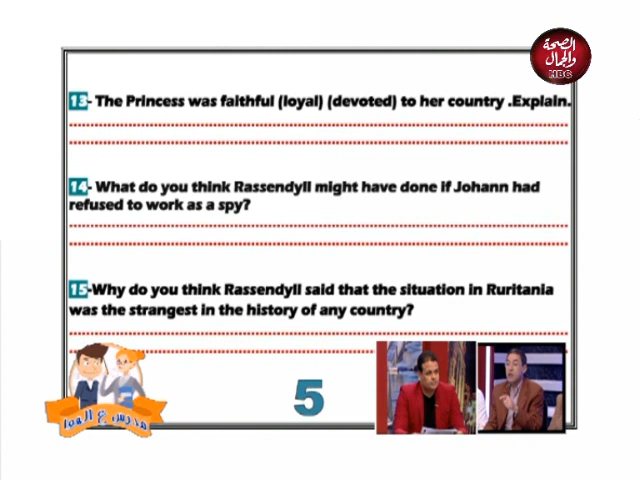 الصحة
والجمال
HBC
13- The Princess was faithful (loyal) (devoted) to her country .Explain.
14- What do you think Rassendyll might have done if Johann had
refused to work as a spy?
15-Why do you think Rassendyll said that the situation in Ruritania
was the strangest in the history of any country?
5
مدرس ع الهوا